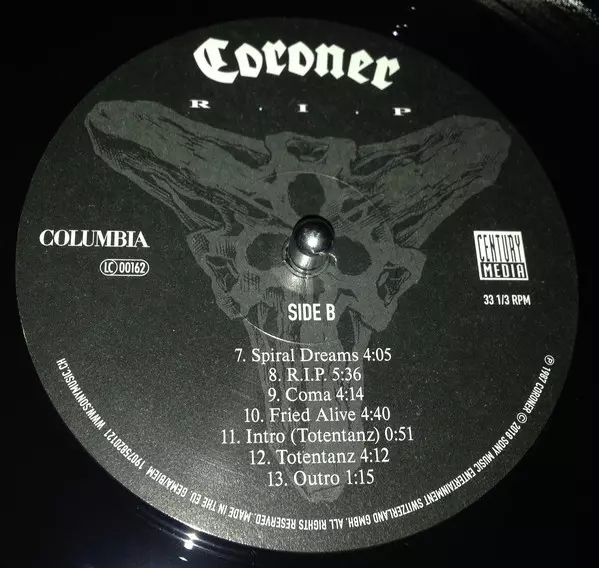 Coroner
R.I.P
COLUMBIA
LC 00162
CENTURY
MEDIA
33 1/3 RPM
SIDE B
7. Spiral Dreams 4:05
8. R.I.P. 5:36
9. Coma 4:14
10. Fried Alive 4:40
11. Intro (Totentanz) 0:51
12. Totentanz 4:12
13. Outro 1:15
℗ 1987 CORONER © 2018 SONY MUSIC ENTERTAINMENT SWITZERLAND GMBH. ALL RIGHTS RESERVED. MADE IN THE EU. GEMA/BIEM 19075820121 WWW.SONYMUSIC.CH